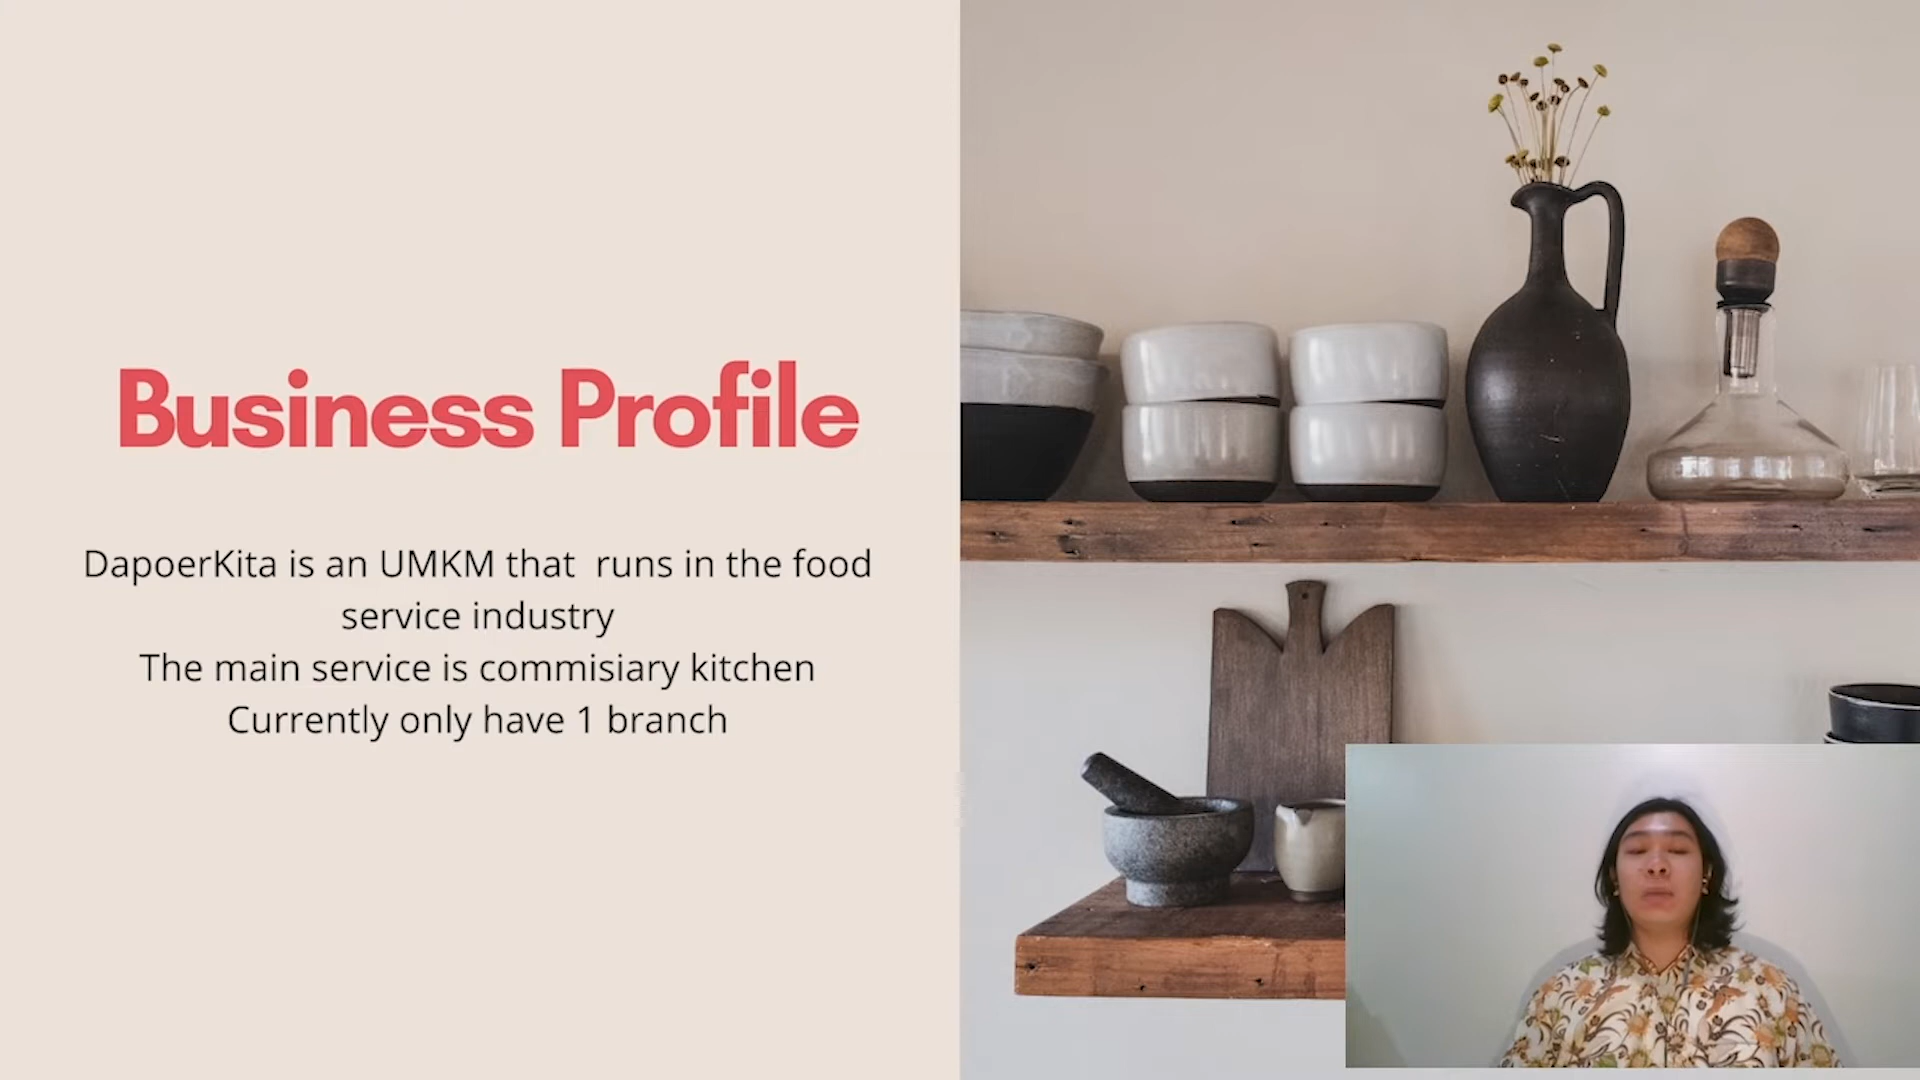 Business Profile
DapoerKita is an UMKM that  runs in the food
service industry
The main service is commisiary kitchen
Currently only have 1 branch